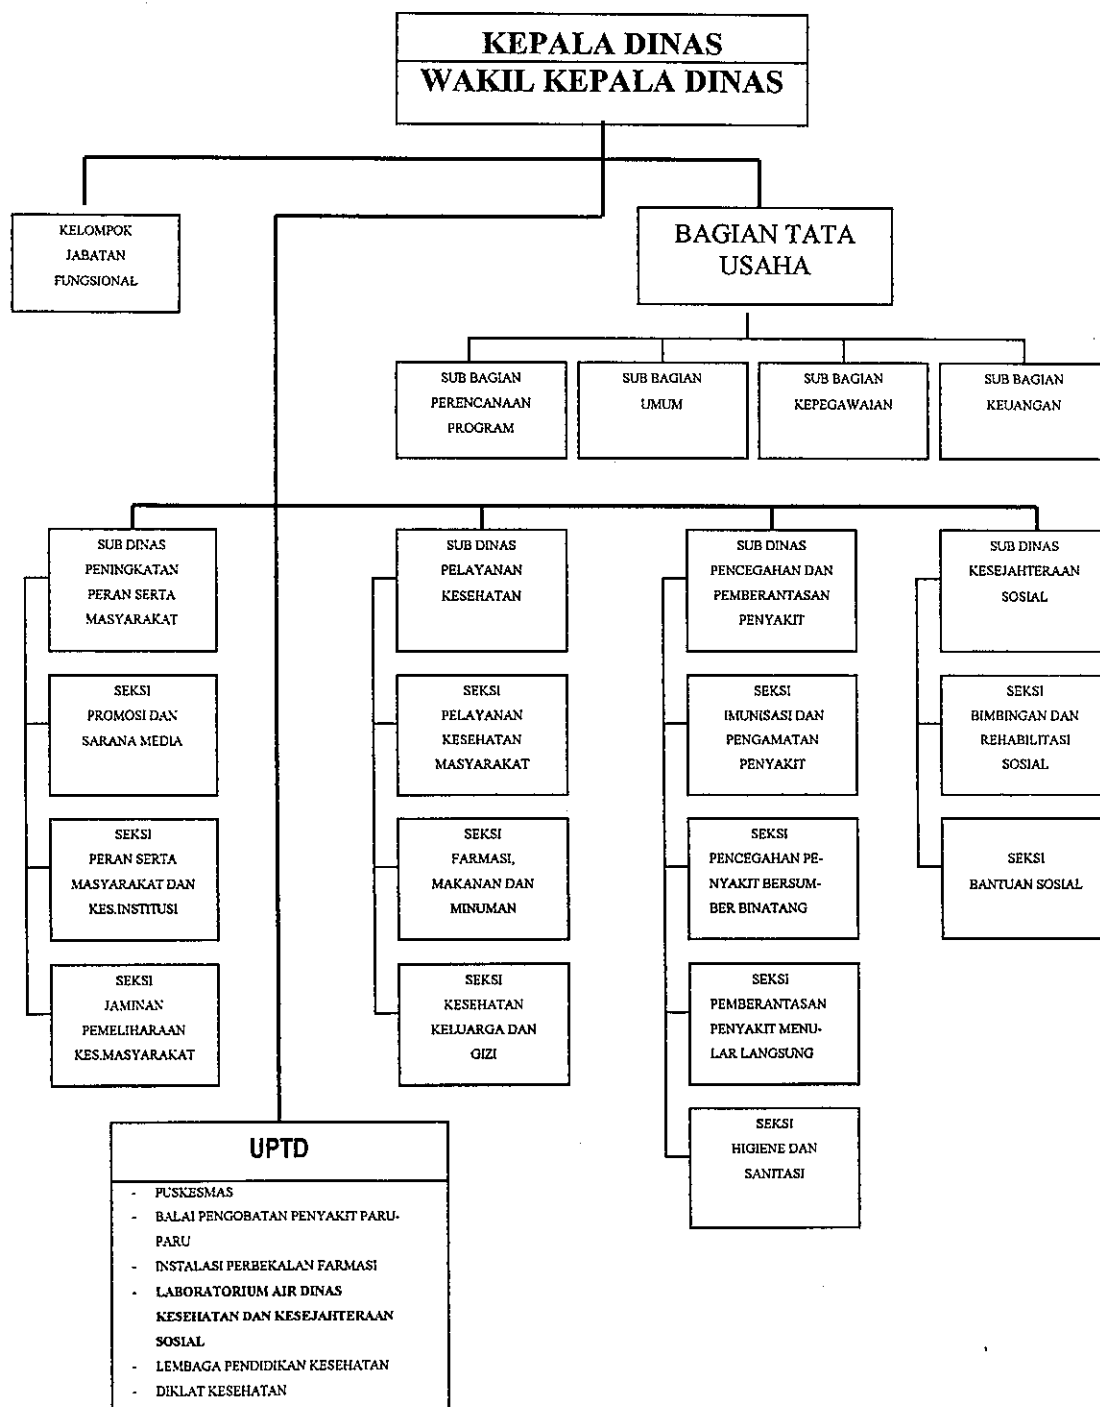 KEPALA DINAS
WAKIL KEPALA DINAS
KELOMPOK
JABATAN
FUNGSIONAL
BAGIAN TATA
USAHA
SUB BAGIAN
PERENCANAAN
PROGRAM
SUB BAGIAN
UMUM
SUB BAGIAN
KEPEGAWAIAN
SUB BAGIAN
KEUANGAN
SUB DINAS
PENINGKATAN
PERAN SERTA
MASYARAKAT
SEKSI
PROMOSI DAN
SARANA MEDIA
SEKSI
PERAN SERTA
MASYARAKAT DAN
KES.INSTITUSI
SEKSI
JAMINAN
PEMELIHARAAN
KES.MASYARAKAT
SUB DINAS
PELAYANAN
KESEHATAN
SEKSI
PELAYANAN
KESEHATAN
MASYARAKAT
SEKSI
FARMASI,
MAKANAN DAN
MINUMAN
SEKSI
KESEHATAN
KELUARGA DAN
GIZI
SUB DINAS
PENCEGAHAN DAN
PEMBERANTASAN
PENYAKIT
SEKSI
IMUNISASI DAN
PENGAMATAN
PENYAKIT
SEKSI
PENCEGAHAN PE-
NYAKIT BERSUM-
BER BINATANG
SEKSI
PEMBERANTASAN
PENYAKIT MENU-
LAR LANGSUNG
SEKSI
HIGIENE DAN
SANITASI
SUB DINAS
KESEJAHTERAAN
SOSIAL
SEKSI
BIMBINGAN DAN
REHABILITASI
SOSIAL
SEKSI
BANTUAN SOSIAL
UPTD
- PUSKESMAS
- BALAI PENGOBATAN PENYAKIT PARU-
PARU
- INSTALASI PERBEKALAN FARMASI
- LABORATORIUM AIR DINAS
KESEHATAN DAN KESEJAHTERAAN
SOSIAL
- LEMBAGA PENDIDIKAN KESEHATAN
- DIKLAT KESEHATAN